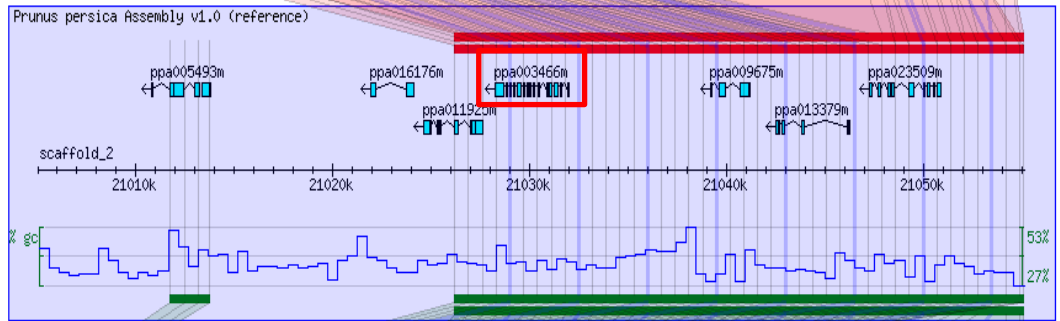 Prunus persica Assembly v1.0 (reference)
ppa005493m ppa016176m ppa003466m ppa009675m ppa023509m
ppa011925m ppa013379m
scaffold_2
21010k 21020k 21030k 21040k 21050k
% gc 53%
27%